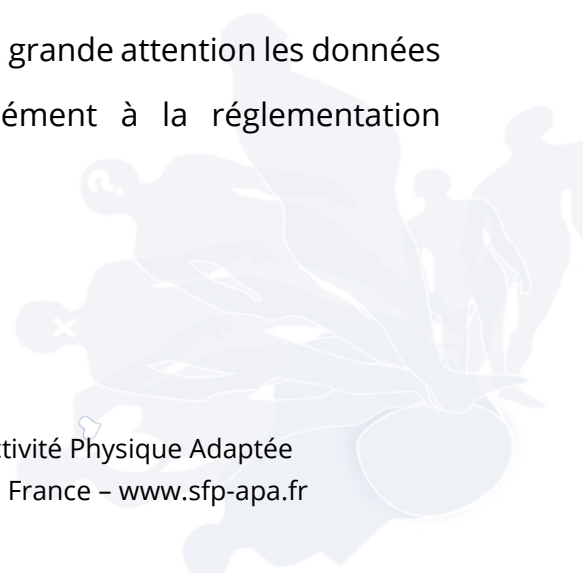 grande attention les données
ément à la réglementation
tivité Physique Adaptée
France – www.sfp-apa.fr